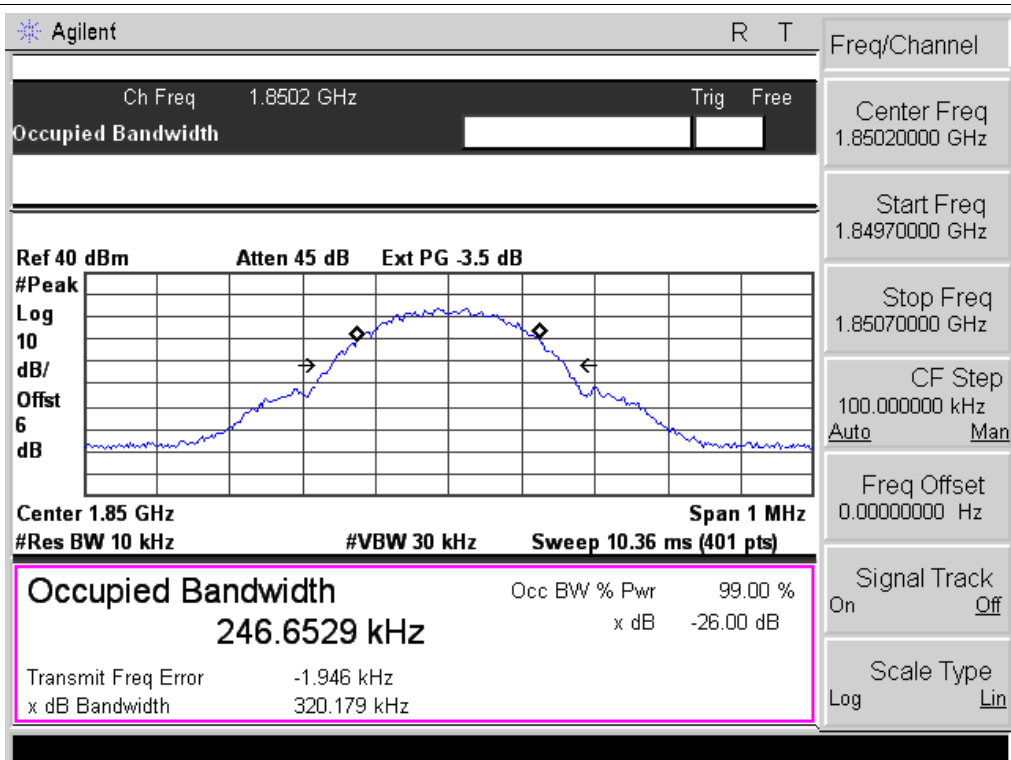 Agilent R T
Ch Freq 1.8502 GHz Trig Free
Occupied Bandwidth
Ref 40 dBm Atten 45 dB Ext PG -3.5 dB
#Peak
Log
10
dB/
Offst
6
dB
Center 1.85 GHz Span 1 MHz
#Res BW 10 kHz #VBW 30 kHz Sweep 10.36 ms (401 pts)
Occupied Bandwidth
246.6529 kHz
Occ BW % Pwr 99.00 %
x dB -26.00 dB
Transmit Freq Error -1.946 kHz
x dB Bandwidth 320.179 kHz
Freq/Channel
Center Freq
1.85020000 GHz
Start Freq
1.84970000 GHz
Stop Freq
1.85070000 GHz
CF Step
100.000000 kHz
Auto Man
Freq Offset
0.00000000 Hz
Signal Track
On Off
Scale Type
Log Lin